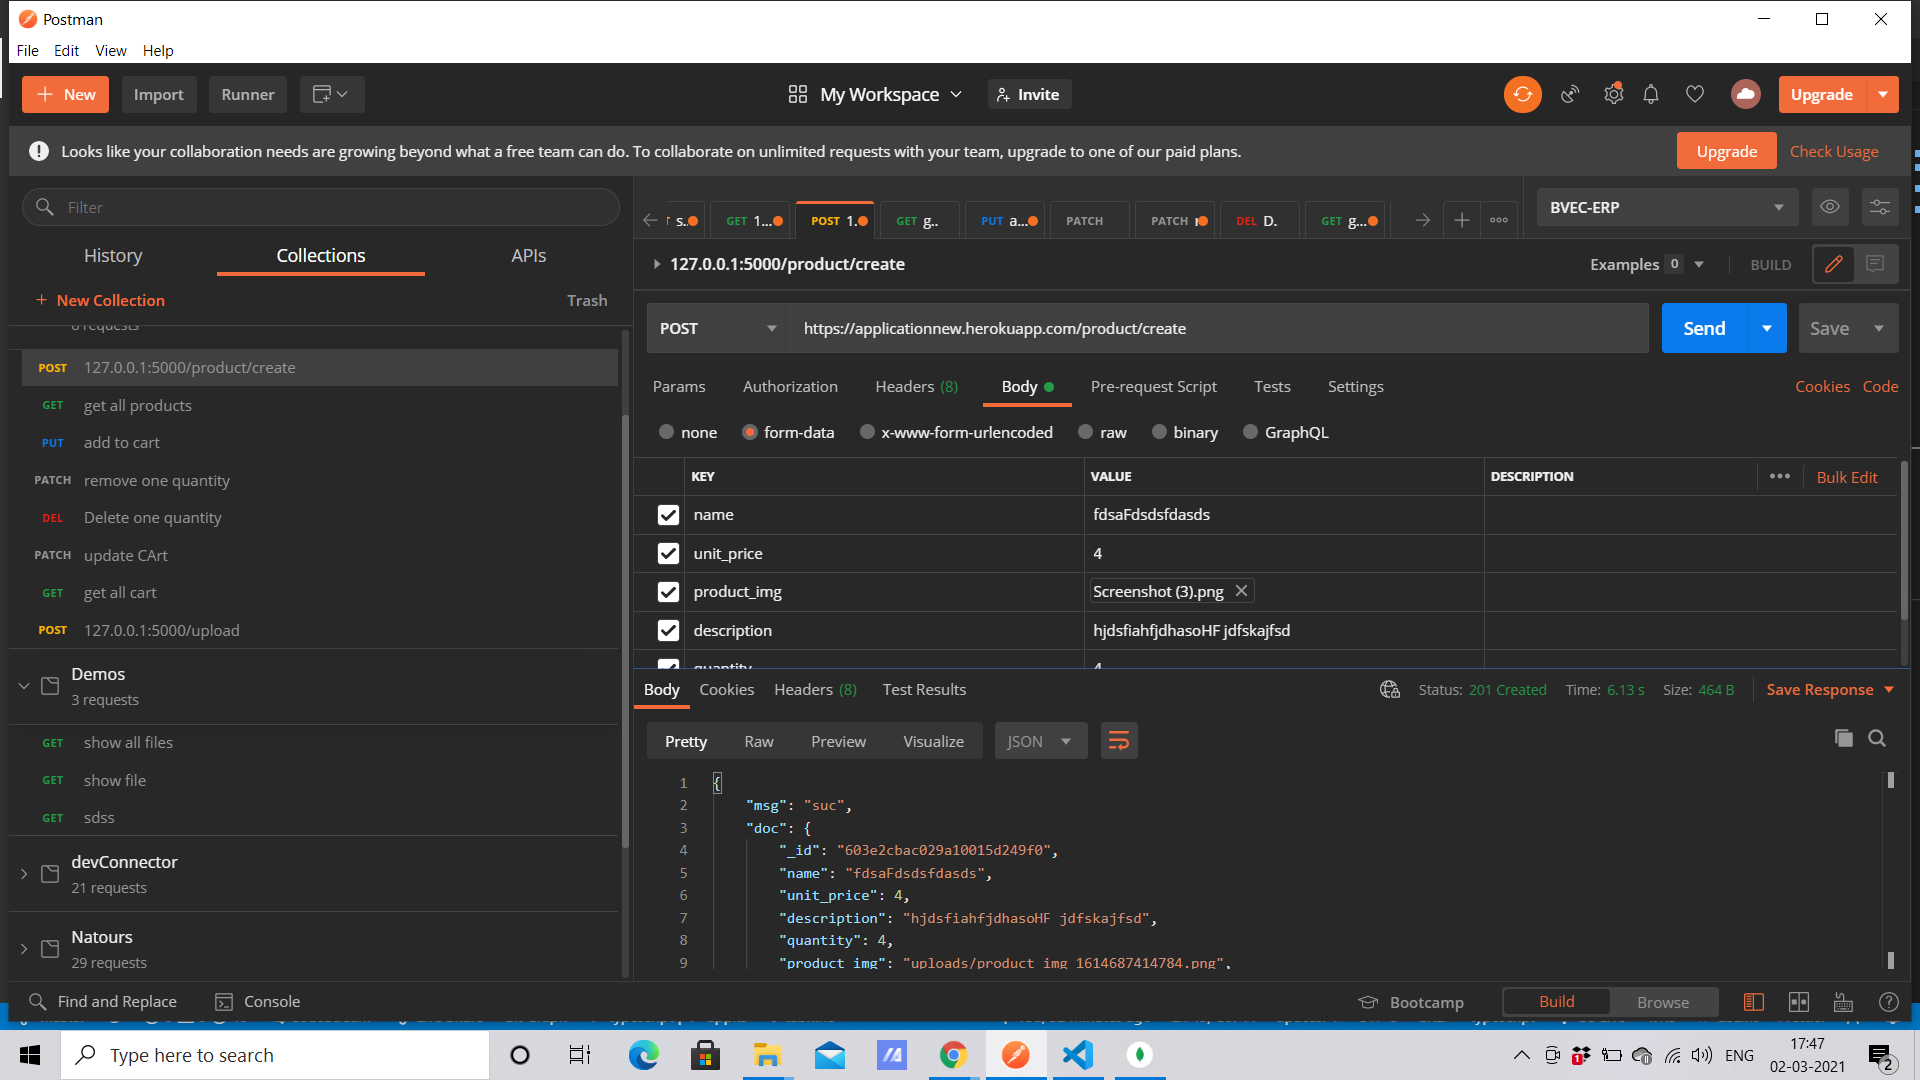 Postman
File Edit View Help
New Import Runner My Workspace Invite Upgrade
Looks like your collaboration needs are growing beyond what a free team can do. To collaborate on unlimited requests with your team, upgrade to one of our paid plans. Upgrade Check Usage
Filter
GET 1... POST 1. GET g.. PUT a... PATCH PATCH DEL D. GET g... BVEC-ERP
History Collections APIs
127.0.0.1:5000/product/create Examples 0 BUILD
+ New Collection Trash
POST https://applicationnew.herokuapp.com/product/create Send Save
POST 127.0.0.1:5000/product/create
GET get all products
PUT add to cart
PATCH remove one quantity
DEL Delete one quantity
PATCH update CArt
GET get all cart
POST 127.0.0.1:5000/upload
Demos
3 requests
GET show all files
GET show file
GET sdss
devConnector
21 requests
Natours
29 requests
Params Authorization Headers (8) Body Pre-request Script Tests Settings Cookies Code
none form-data x-www-form-urlencoded raw binary GraphQL
KEY VALUE DESCRIPTION Bulk Edit
name fdsaFdsdsfdasds
unit_price 4
product_img Screenshot (3).png
description hjdsfiahfjdhasoHF jdfskajfsd
quantity 4
Body Cookies Headers (8) Test Results Status: 201 Created Time: 6.13 s Size: 464 B Save Response
Pretty Raw Preview Visualize JSON
1 {
2 "msg": "suc",
3 "doc": {
4 "_id": "603e2cbac029a10015d249f0",
5 "name": "fdsaFdsdsfdasds",
6 "unit_price": 4,
7 "description": "hjdsfiahfjdhasoHF jdfskajfsd",
8 "quantity": 4,
9 "product_img": "uploads/product_img_1614687414784.png",
Find and Replace Console Bootcamp Build Browse
Type here to search ENG 17:47
02-03-2021
2